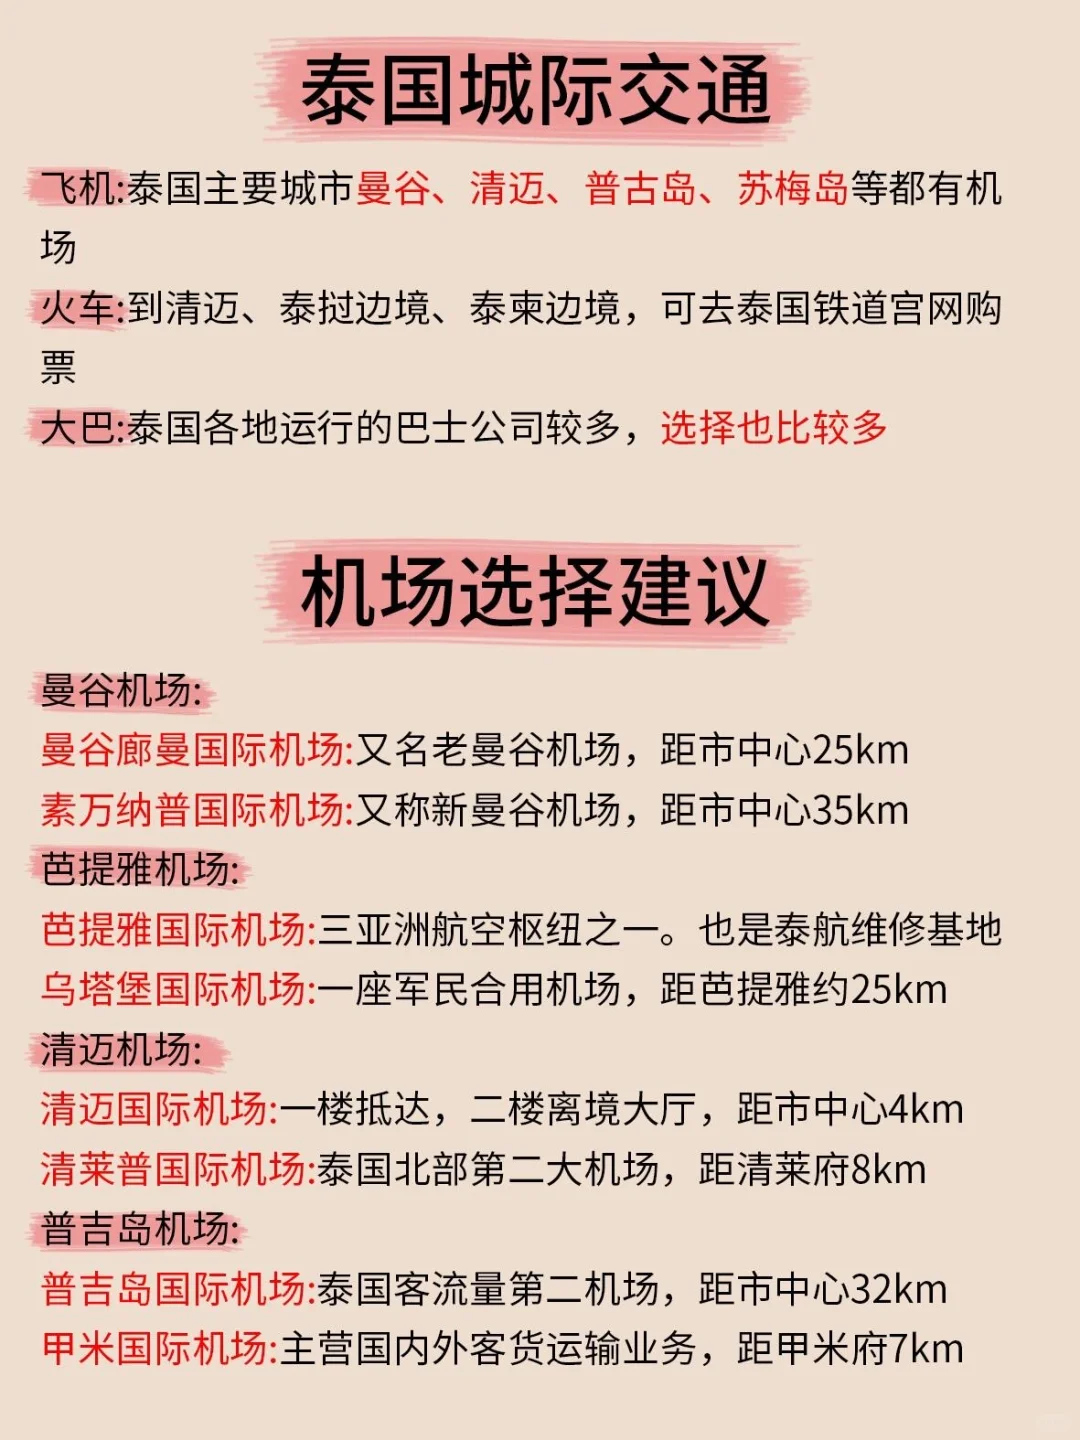 泰国城际交通
飞机:泰国主要城市曼谷、清迈、普古岛、苏梅岛等都有机
场
火车:到清迈、泰挝边境、泰柬边境，可去泰国铁道宫网购
票
大巴:泰国各地运行的巴士公司较多，选择也比较多
机场选择建议
曼谷机场:
曼谷廊曼国际机场:又名老曼谷机场，距市中心25km
素万纳普国际机场:又称新曼谷机场，距市中心35km
芭提雅机场:
芭提雅国际机场:三亚洲航空枢纽之一。也是泰航维修基地
乌塔堡国际机场:一座军民合用机场，距芭提雅约25km
清迈机场:
清迈国际机场:一楼抵达，二楼离境大厅，距市中心4km
清莱普国际机场:泰国北部第二大机场，距清莱府8km
普吉岛机场:
普吉岛国际机场:泰国客流量第二机场，距市中心32km
甲米国际机场:主营国内外客货运输业务，距甲米府7km